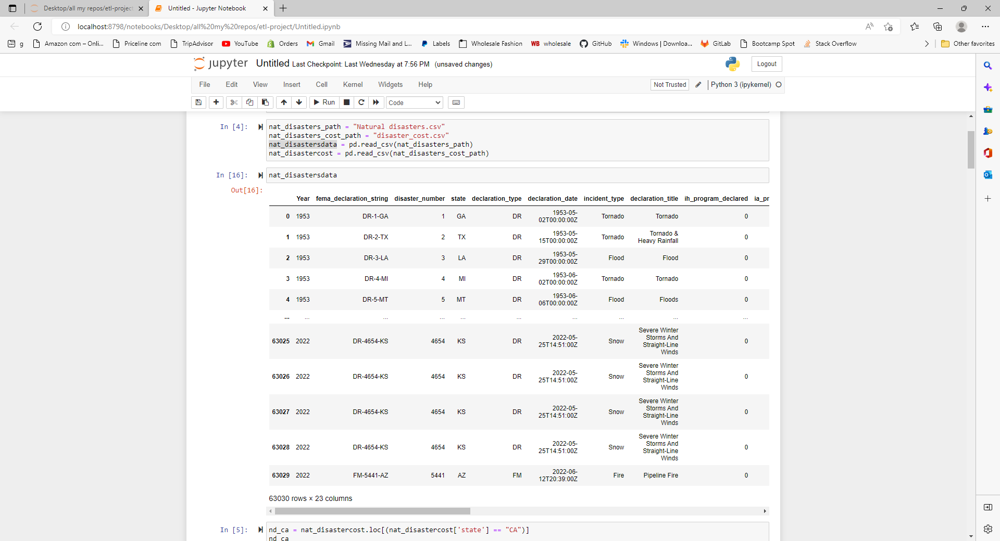 Desktop/all my repos/etl-project
Untitled - Jupyter Notebook
localhost:8798/notebooks/Desktop/all%20my%20repos/etl-project/Untitled.ipynb
g
Amazon com – Onli...
Priceline com
TripAdvisor
YouTube
Orders
Gmail
Missing Mail and L...
Labels
Wholesale Fashion
WB wholesale
GitHub
Windows | Downloa...
GitLab
Bootcamp Spot
Stack Overflow
Other favorites
jupyter Untitled Last Checkpoint: Last Wednesday at 7:56 PM (unsaved changes)
Logout
File Edit View Insert Cell Kernel Widgets Help
Not Trusted
Python 3 (ipykernel)
Run
Code
In [4]:
nat_disasters_path = "Natural disasters.csv"
nat_disasters_cost_path = "disaster_cost.csv"
nat_disastersdata = pd.read_csv(nat_disasters_path)
nat_disastercost = pd.read_csv(nat_disasters_cost_path)
In [16]:
nat_disastersdata
Out[16]:
Year fema_declaration_string disaster_number state declaration_type declaration_date incident_type declaration_title ih_program_declared ia_pr
0 1953 DR-1-GA 1 GA DR 1953-05-02T00:00:00Z Tornado Tornado 0
1 1953 DR-2-TX 2 TX DR 1953-05-15T00:00:00Z Tornado Tornado & Heavy Rainfall 0
2 1953 DR-3-LA 3 LA DR 1953-05-29T00:00:00Z Flood Flood 0
3 1953 DR-4-MI 4 MI DR 1953-06-02T00:00:00Z Tornado Tornado 0
4 1953 DR-5-MT 5 MT DR 1953-06-06T00:00:00Z Flood Floods 0
... ... ... ... ... ... ... ... ... ...
63025 2022 DR-4654-KS 4654 KS DR 2022-05-25T14:51:00Z Snow Severe Winter Storms And Straight-Line Winds 0
63026 2022 DR-4654-KS 4654 KS DR 2022-05-25T14:51:00Z Snow Severe Winter Storms And Straight-Line Winds 0
63027 2022 DR-4654-KS 4654 KS DR 2022-05-25T14:51:00Z Snow Severe Winter Storms And Straight-Line Winds 0
63028 2022 DR-4654-KS 4654 KS DR 2022-05-25T14:51:00Z Snow Severe Winter Storms And Straight-Line Winds 0
63029 2022 FM-5441-AZ 5441 AZ FM 2022-06-12T20:39:00Z Fire Pipeline Fire 0
63030 rows × 23 columns
In [5]:
nd_ca = nat_disastercost.loc[(nat_disastercost['state'] == "CA")]
nd_ca